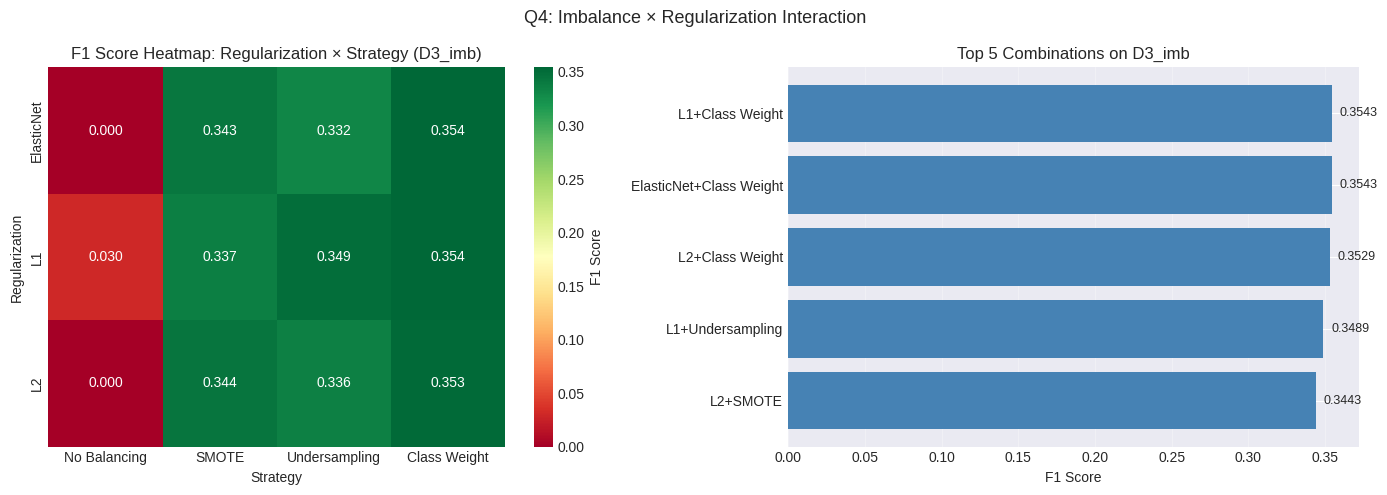 Q4: Imbalance × Regularization Interaction
F1 Score Heatmap: Regularization × Strategy (D3_imb)
Regularization
ElasticNet
0.000 0.343 0.332 0.354
L1
0.030 0.337 0.349 0.354
L2
0.000 0.344 0.336 0.353
No Balancing SMOTE Undersampling Class Weight
Strategy
0.35
0.30
0.25
0.20
0.15
0.10
0.05
0.00
F1 Score
Top 5 Combinations on D3_imb
L1+Class Weight 0.3543
ElasticNet+Class Weight 0.3543
L2+Class Weight 0.3529
L1+Undersampling 0.3489
L2+SMOTE 0.3443
0.00 0.05 0.10 0.15 0.20 0.25 0.30 0.35
F1 Score